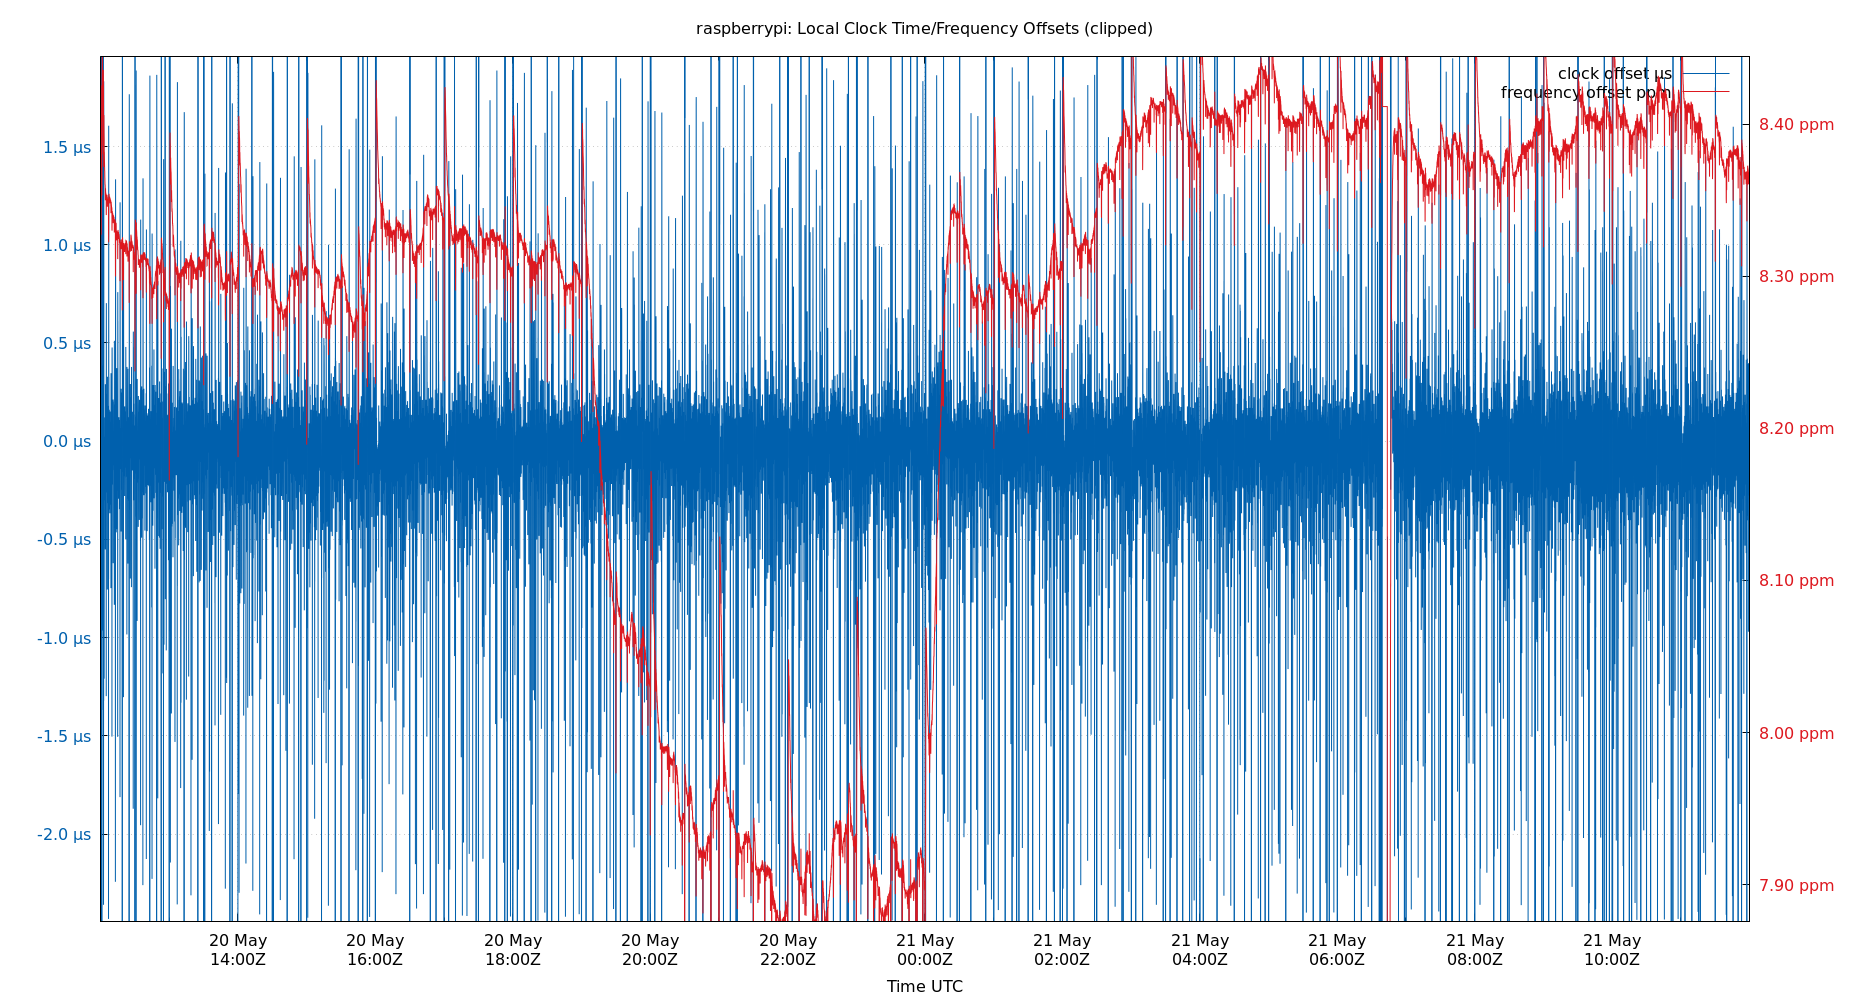 raspberrypi: Local Clock Time/Frequency Offsets (clipped)
clock offset μs
frequency offset ppm
1.5 μs
1.0 μs
0.5 μs
0.0 μs
-0.5 μs
-1.0 μs
-1.5 μs
-2.0 μs
8.40 ppm
8.30 ppm
8.20 ppm
8.10 ppm
8.00 ppm
7.90 ppm
20 May
14:00Z
20 May
16:00Z
20 May
18:00Z
20 May
20:00Z
20 May
22:00Z
21 May
00:00Z
21 May
02:00Z
21 May
04:00Z
21 May
06:00Z
21 May
08:00Z
21 May
10:00Z
Time UTC